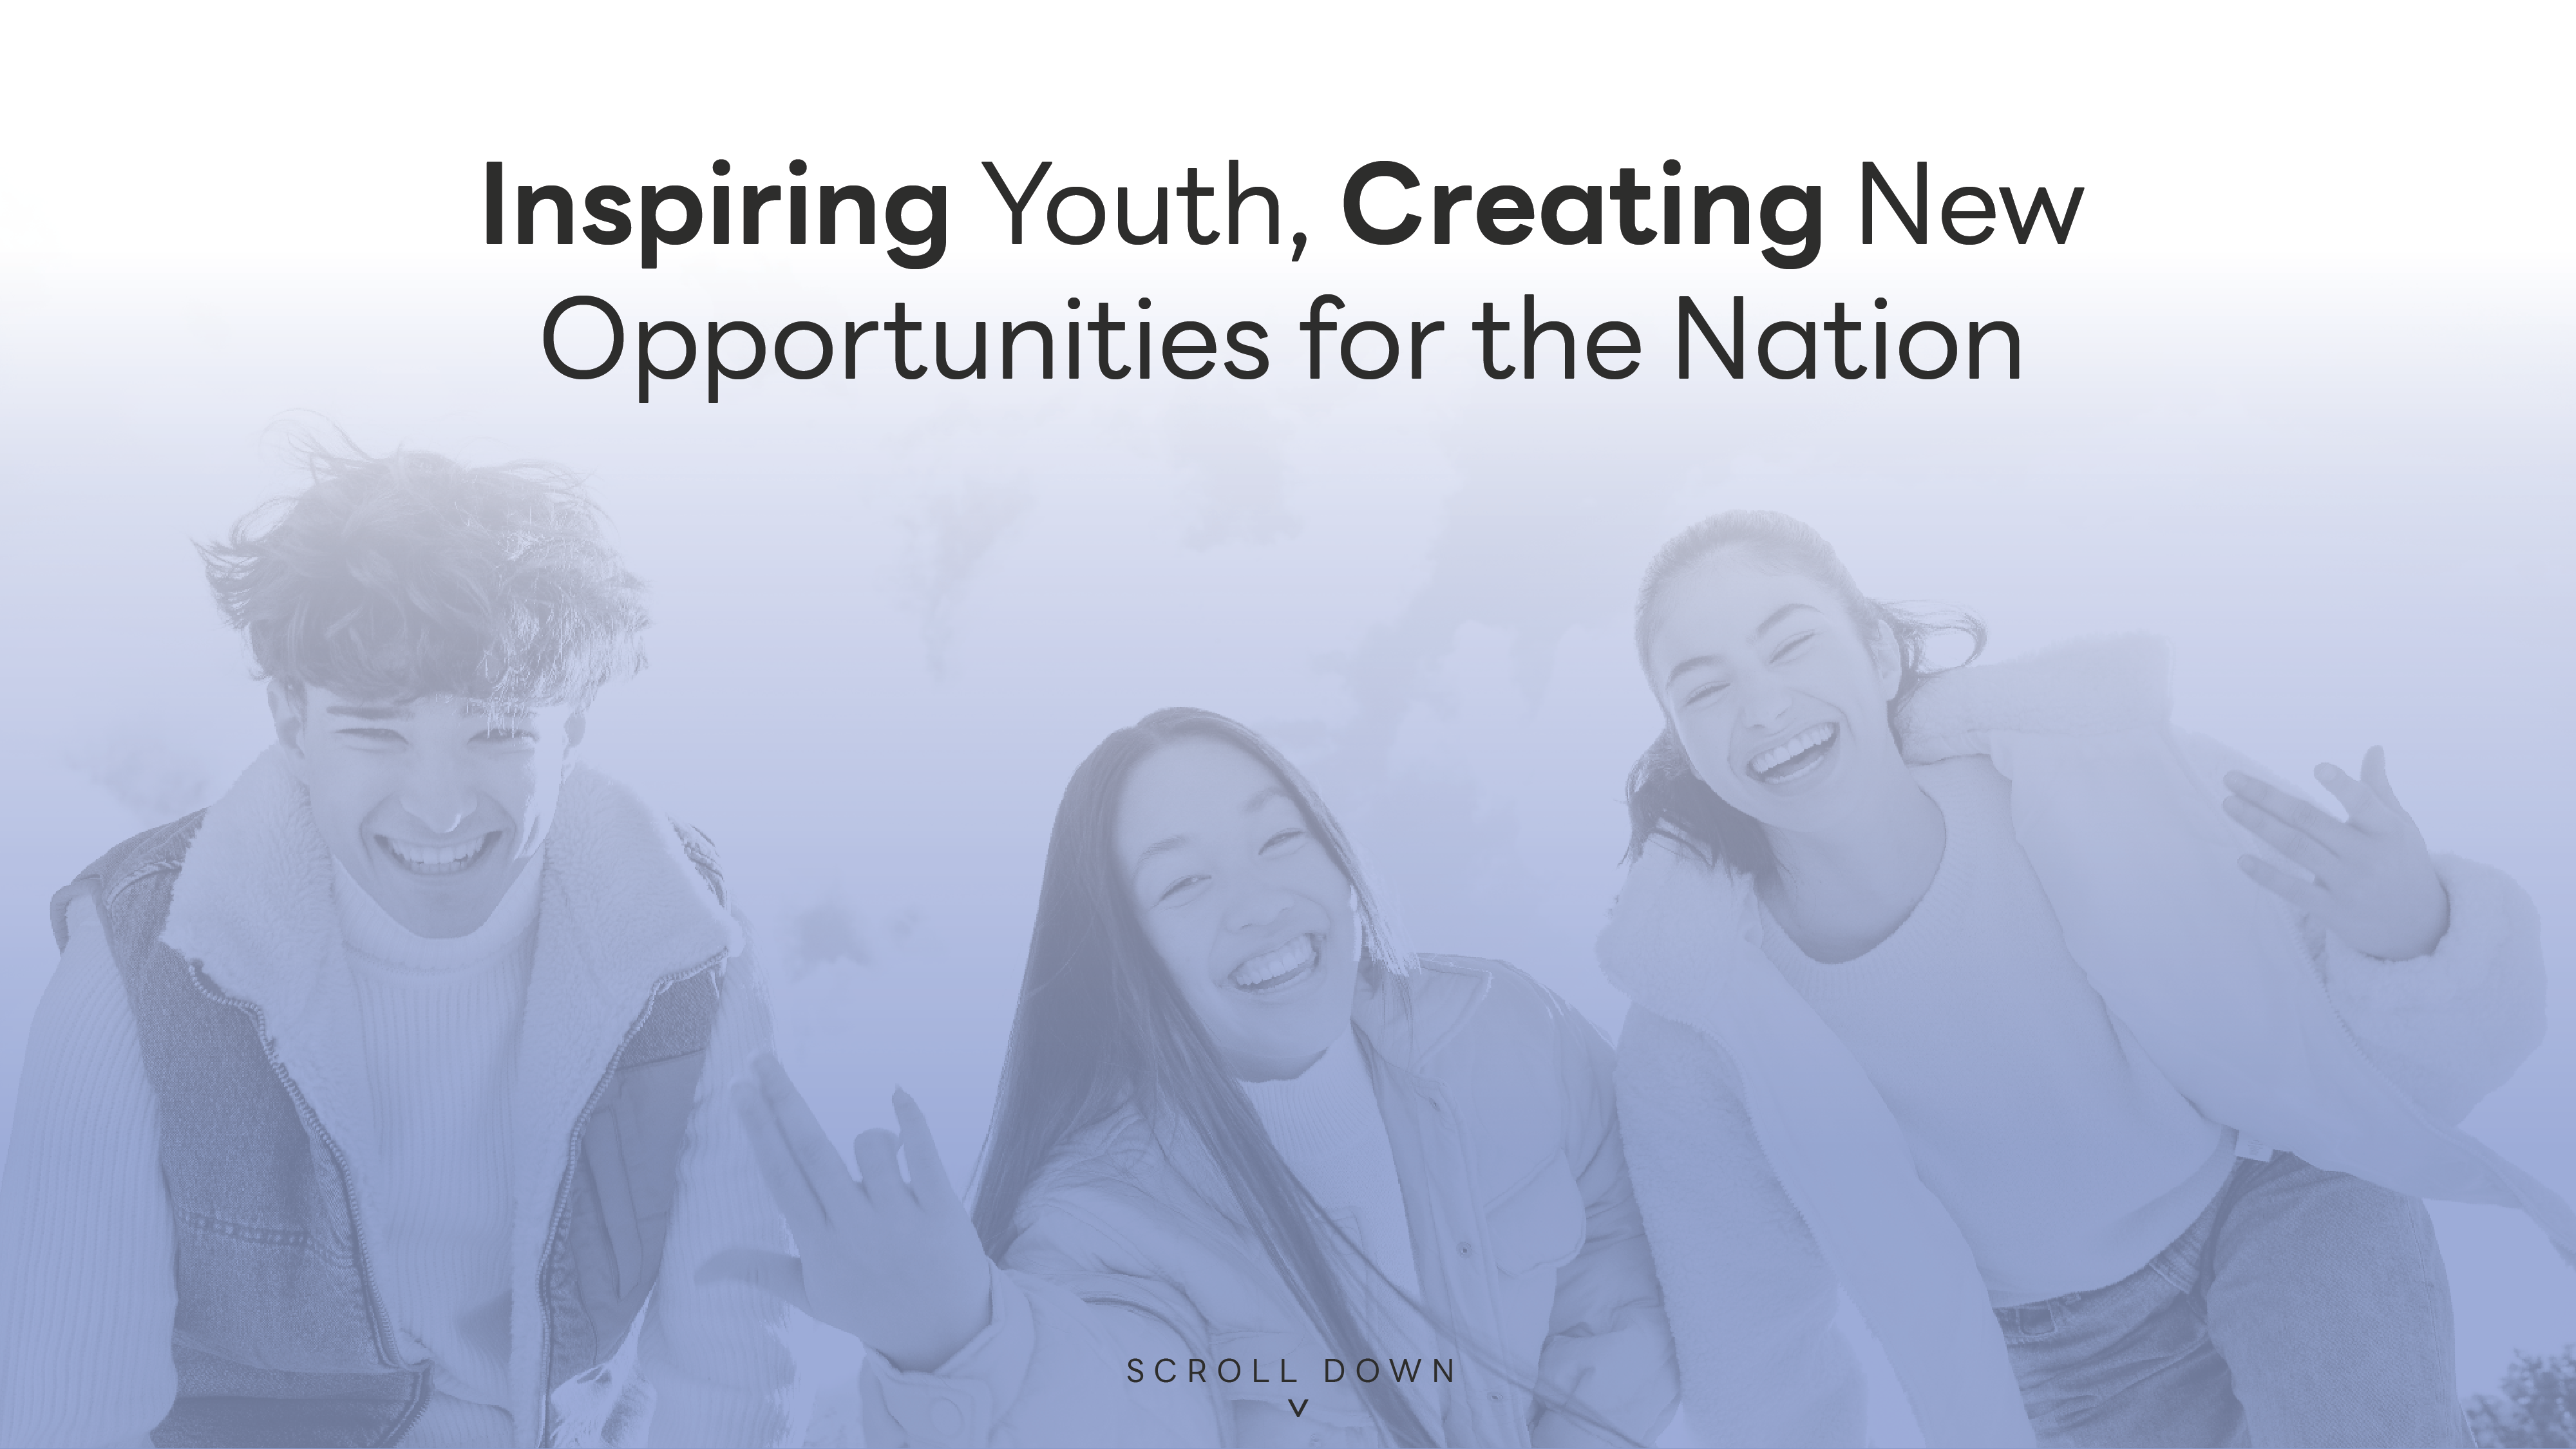 Inspiring Youth, Creating New
Opportunities for the Nation
SCROLL DOWN